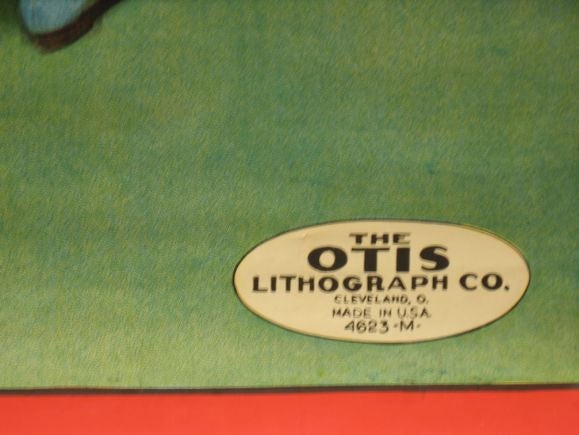 THE
OTIS
LITHOGRAPH CO.
CLEVELAND, O.
MADE IN U.S.A.
4623-M-